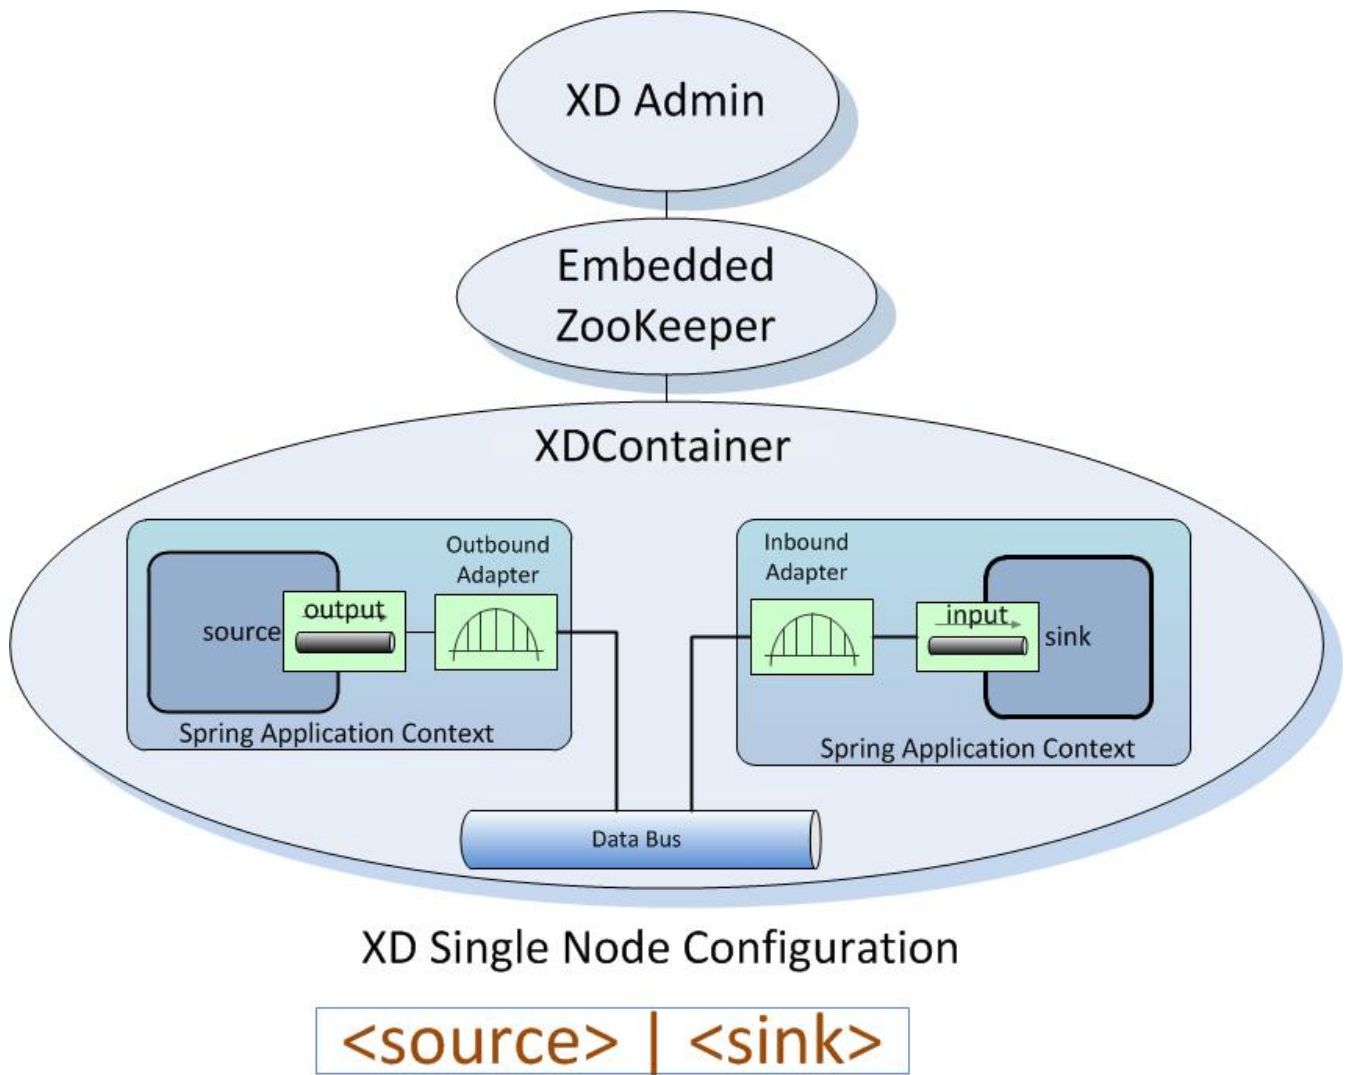 XD Admin
Embedded
ZooKeeper
XDContainer
Outbound
Adapter
output
source
Spring Application Context
Inbound
Adapter
input
sink
Spring Application Context
Data Bus
XD Single Node Configuration
<source> | <sink>